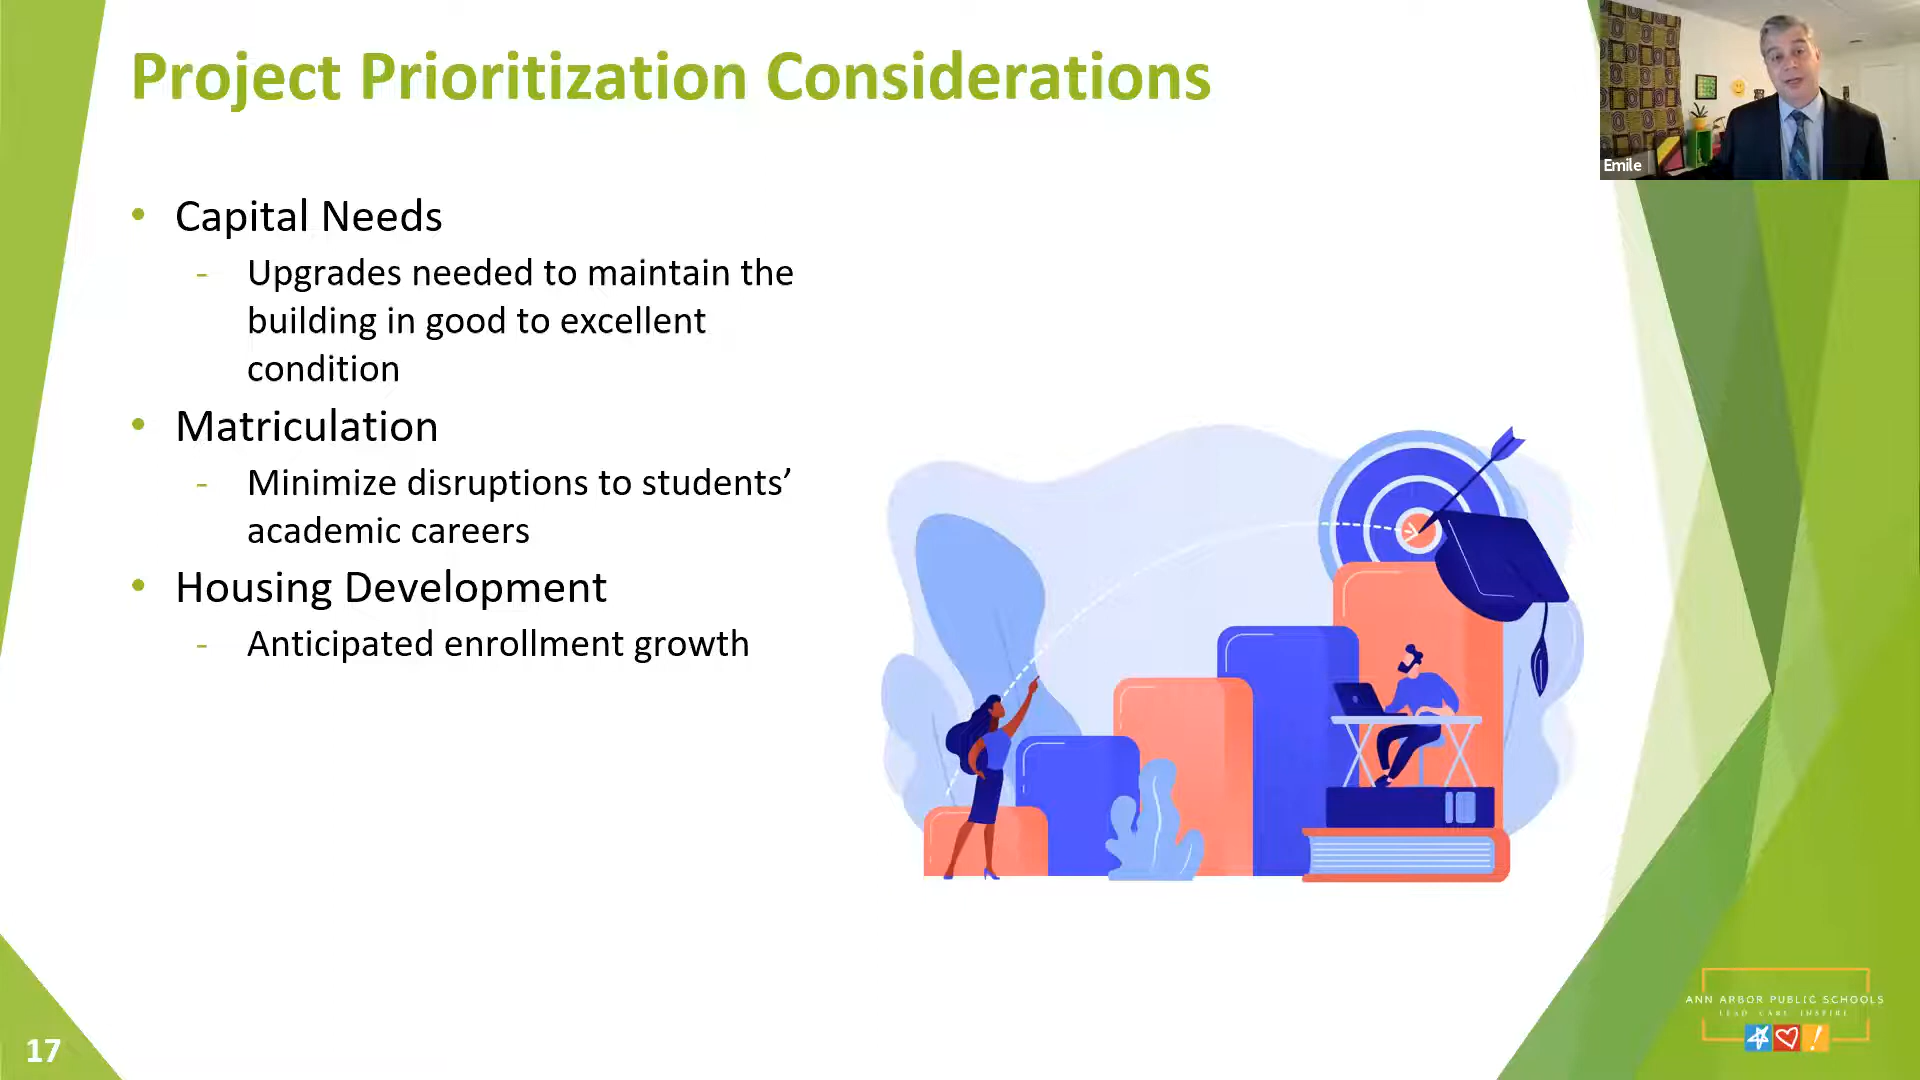 Project Prioritization Considerations
Emile
• Capital Needs
- Upgrades needed to maintain the
building in good to excellent
condition
• Matriculation
- Minimize disruptions to students’
academic careers
• Housing Development
- Anticipated enrollment growth
ANN ARBOR PUBLIC SCHOOLS
LEAD CARE INSPIRE
17